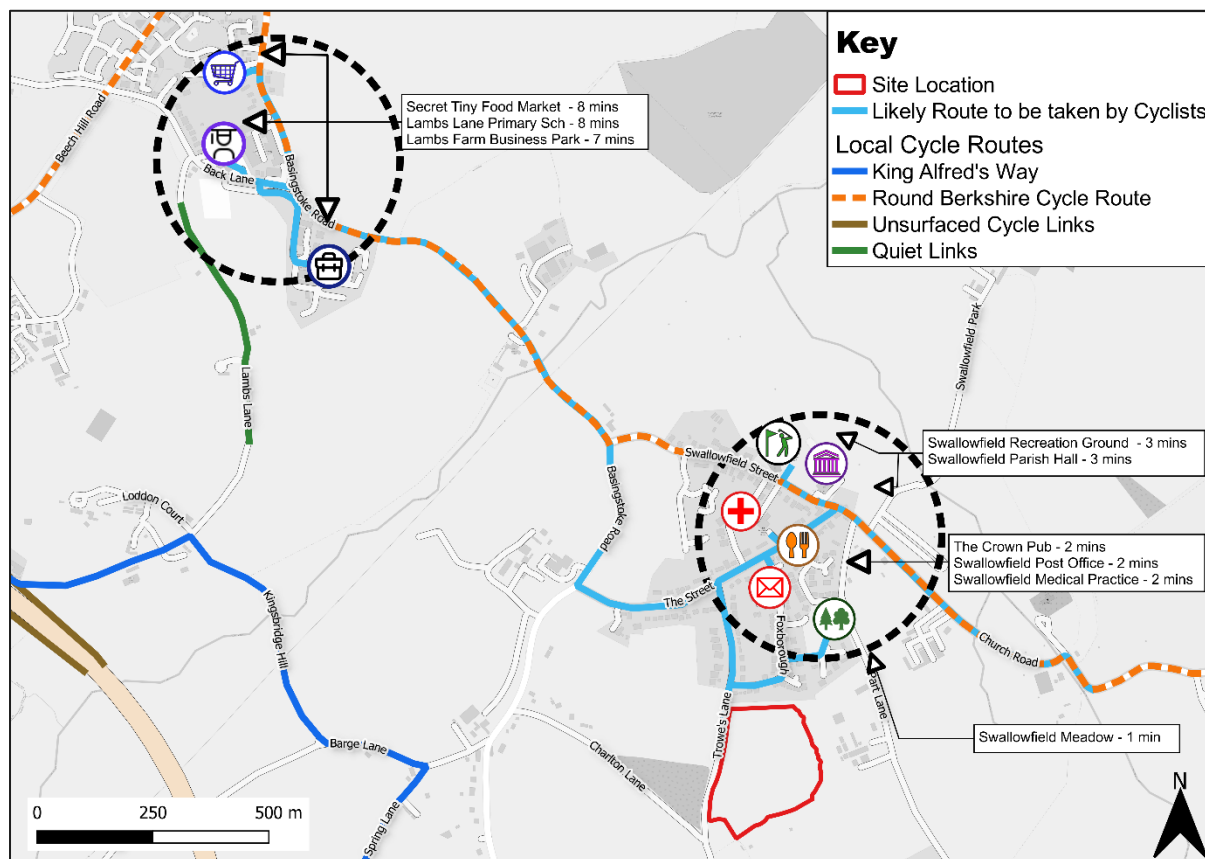 Key
Site Location
Likely Route to be taken by Cyclists
Local Cycle Routes
King Alfred's Way
Round Berkshire Cycle Route
Unsurfaced Cycle Links
Quiet Links
Beech Hill Road
Secret Tiny Food Market - 8 mins
Lambs Lane Primary Sch - 8 mins
Lambs Farm Business Park - 7 mins
Back Lane
Basingstoke Road
Lambs Lane
Swallowfield Park
Swallowfield Street
Swallowfield Recreation Ground - 3 mins
Swallowfield Parish Hall - 3 mins
Basingstoke Road
Loddon Court
The Crown Pub - 2 mins
Swallowfield Post Office - 2 mins
Swallowfield Medical Practice - 2 mins
The Street
Kingsbridge Hill
Foxborough
Church Road
Part Lane
Trowe's Lane
Swallowfield Meadow - 1 min
Barge Lane
Charlton Lane
Spring Lane
0 250 500 m
N